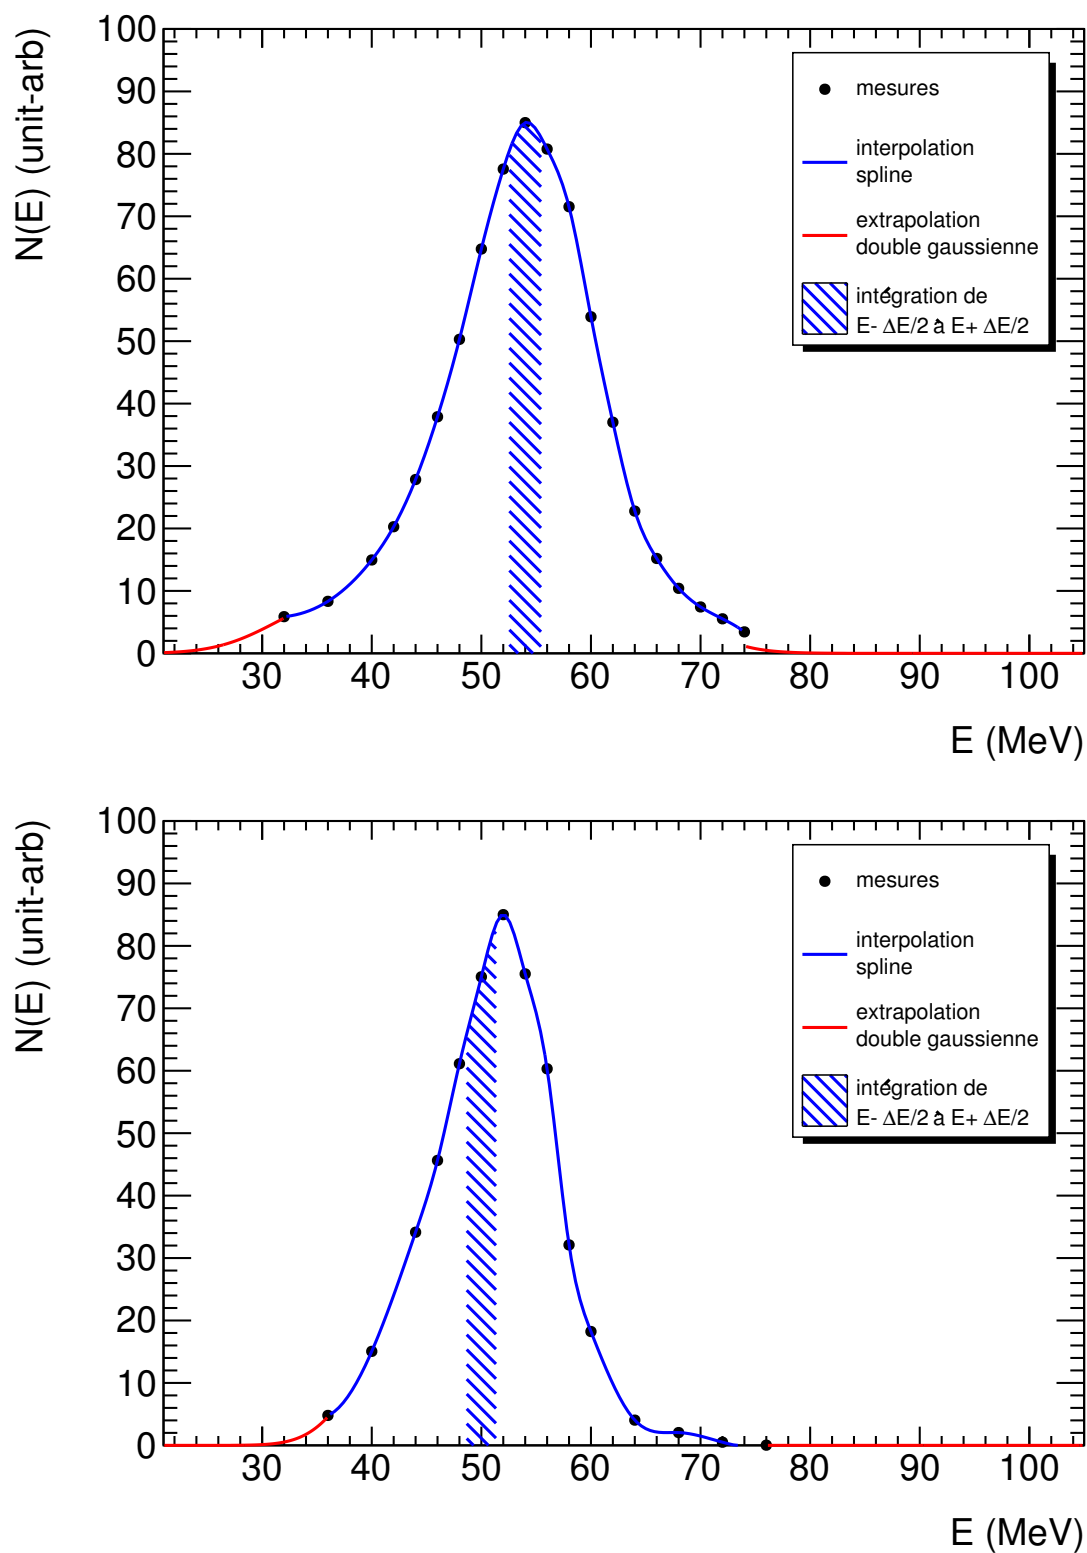 N(E) (unit-arb)
100
90
80
70
60
50
40
30
20
10
0
mesures
interpolation
spline
extrapolation
double gaussienne
intégration de
E- ΔE/2 à E+ ΔE/2
30 40 50 60 70 80 90 100
E (MeV)
N(E) (unit-arb)
100
90
80
70
60
50
40
30
20
10
0
mesures
interpolation
spline
extrapolation
double gaussienne
intégration de
E- ΔE/2 à E+ ΔE/2
30 40 50 60 70 80 90 100
E (MeV)